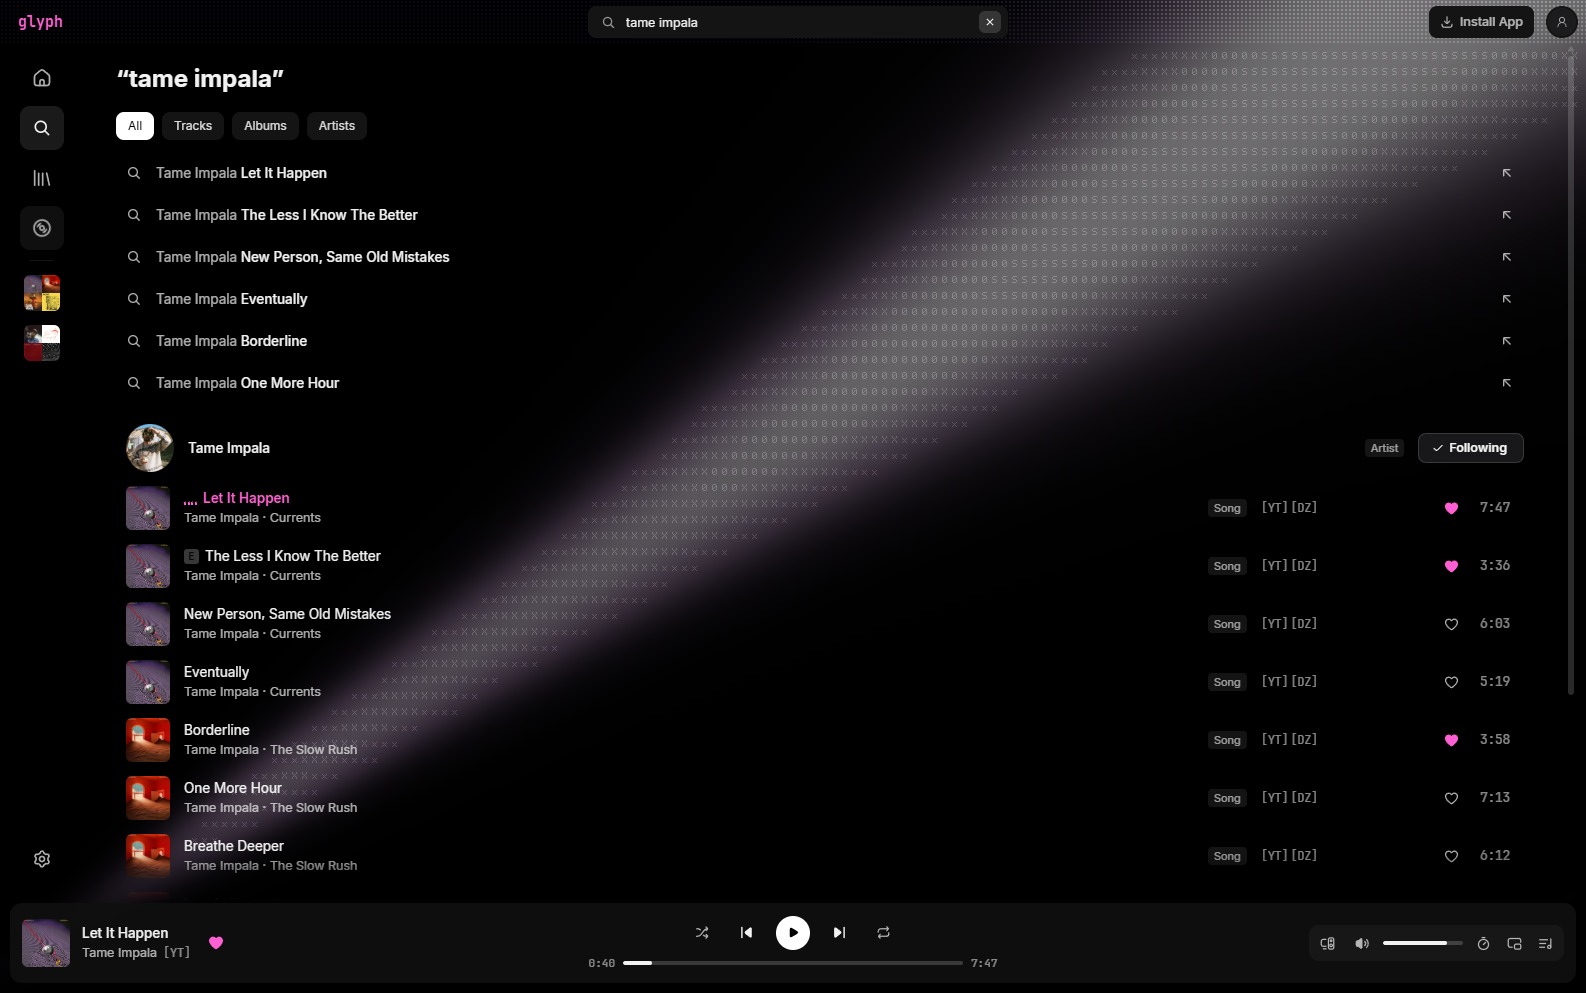 glyph
tame impala
Install App
“tame impala”
All
Tracks
Albums
Artists
Tame Impala Let It Happen
Tame Impala The Less I Know The Better
Tame Impala New Person, Same Old Mistakes
Tame Impala Eventually
Tame Impala Borderline
Tame Impala One More Hour
Tame Impala
Artist
Following
Let It Happen
Tame Impala · Currents
Song
[YT][DZ]
7:47
E The Less I Know The Better
Tame Impala · Currents
Song
[YT][DZ]
3:36
New Person, Same Old Mistakes
Tame Impala · Currents
Song
[YT][DZ]
6:03
Eventually
Tame Impala · Currents
Song
[YT][DZ]
5:19
Borderline
Tame Impala · The Slow Rush
Song
[YT][DZ]
3:58
One More Hour
Tame Impala · The Slow Rush
Song
[YT][DZ]
7:13
Breathe Deeper
Tame Impala · The Slow Rush
Song
[YT][DZ]
6:12
Let It Happen
Tame Impala [YT]
0:40
7:47